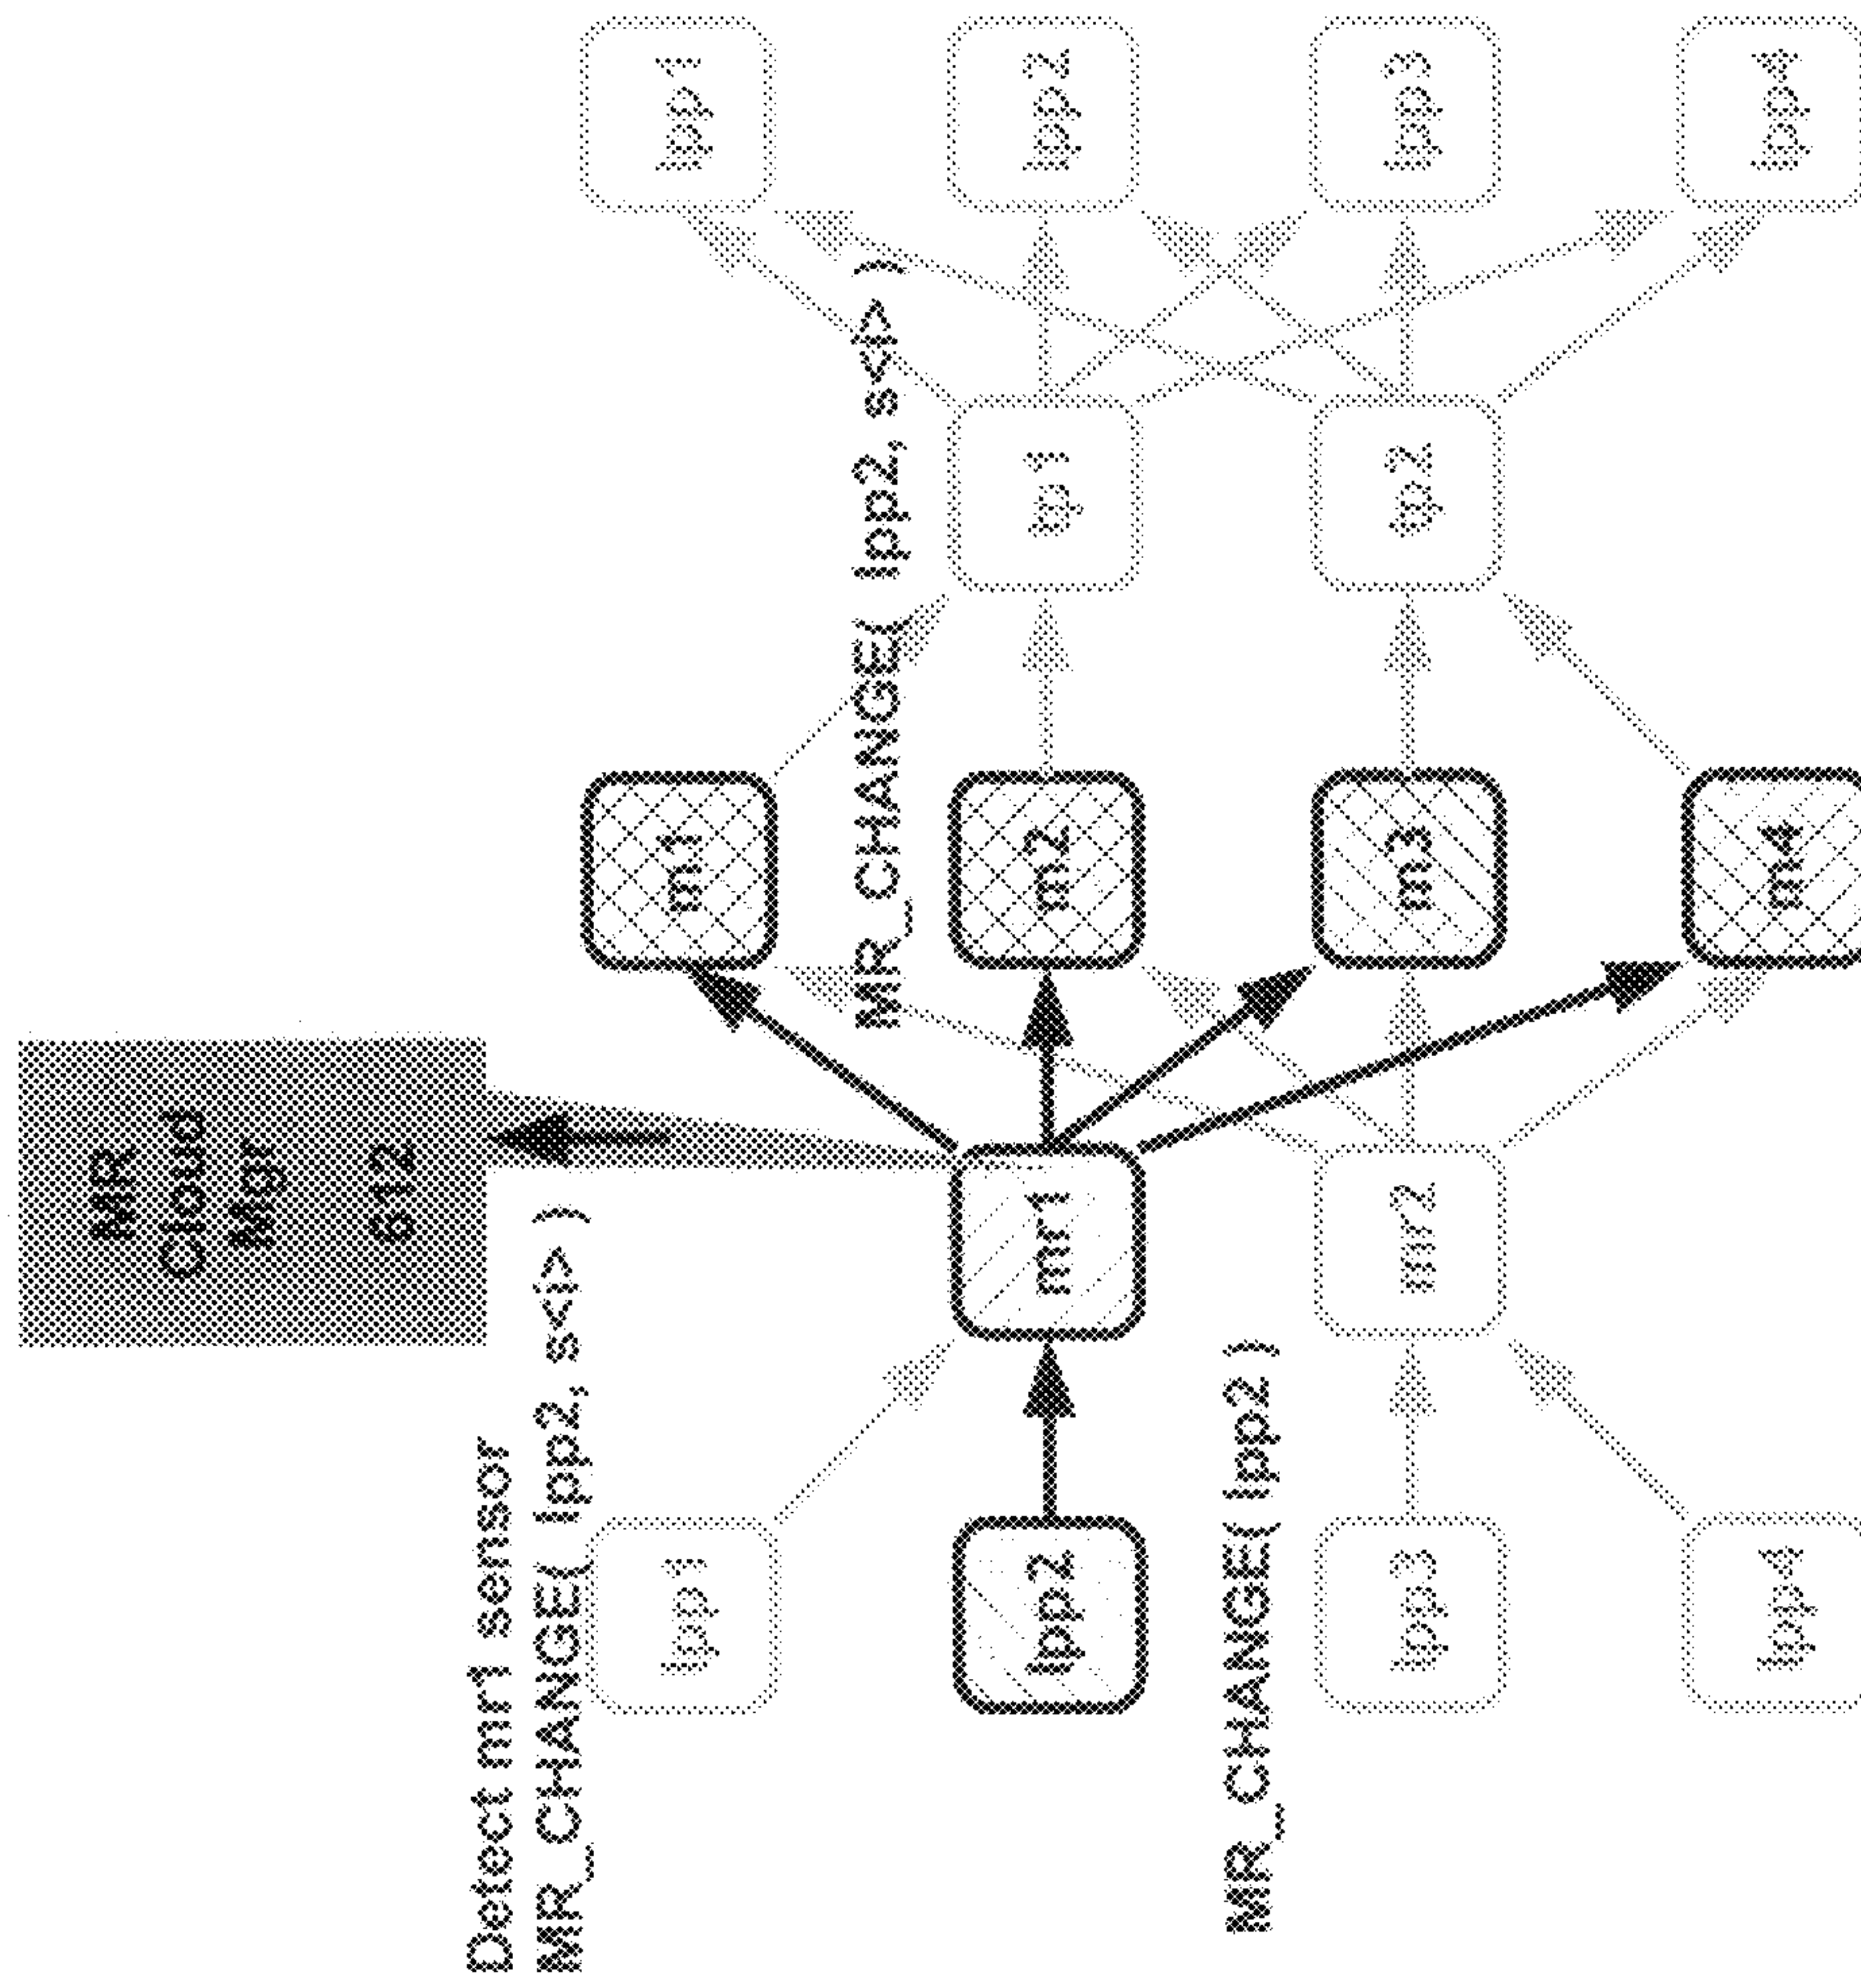 MR
Cloud
Mgr
612
Detect mr1 sensor
MR_CHANGE( lpp2, s<i> )
lpp1
m1
lpp1
MR_CHANGE( lpp2, s<i> )
lpp2
mr1
m2
tp1
lpp2
MR_CHANGE( lpp2 )
lpp3
mr2
m3
tp2
lpp3
lpp4
m4
lpp4